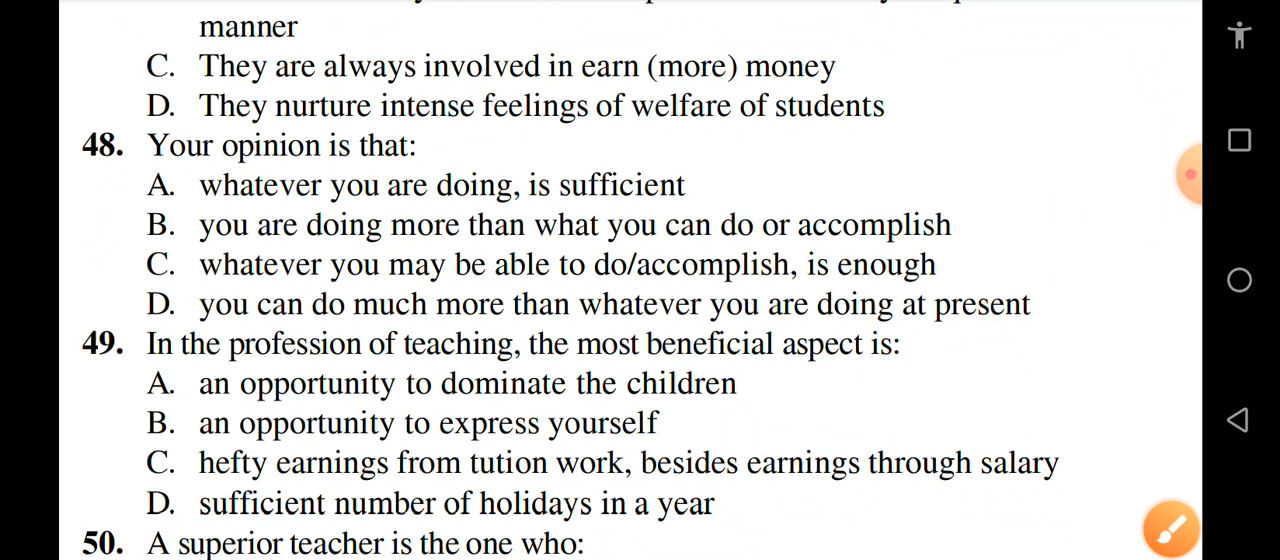 manner
C. They are always involved in earn (more) money
D. They nurture intense feelings of welfare of students
48. Your opinion is that:
A. whatever you are doing, is sufficient
B. you are doing more than what you can do or accomplish
C. whatever you may be able to do/accomplish, is enough
D. you can do much more than whatever you are doing at present
49. In the profession of teaching, the most beneficial aspect is:
A. an opportunity to dominate the children
B. an opportunity to express yourself
C. hefty earnings from tution work, besides earnings through salary
D. sufficient number of holidays in a year
50. A superior teacher is the one who: